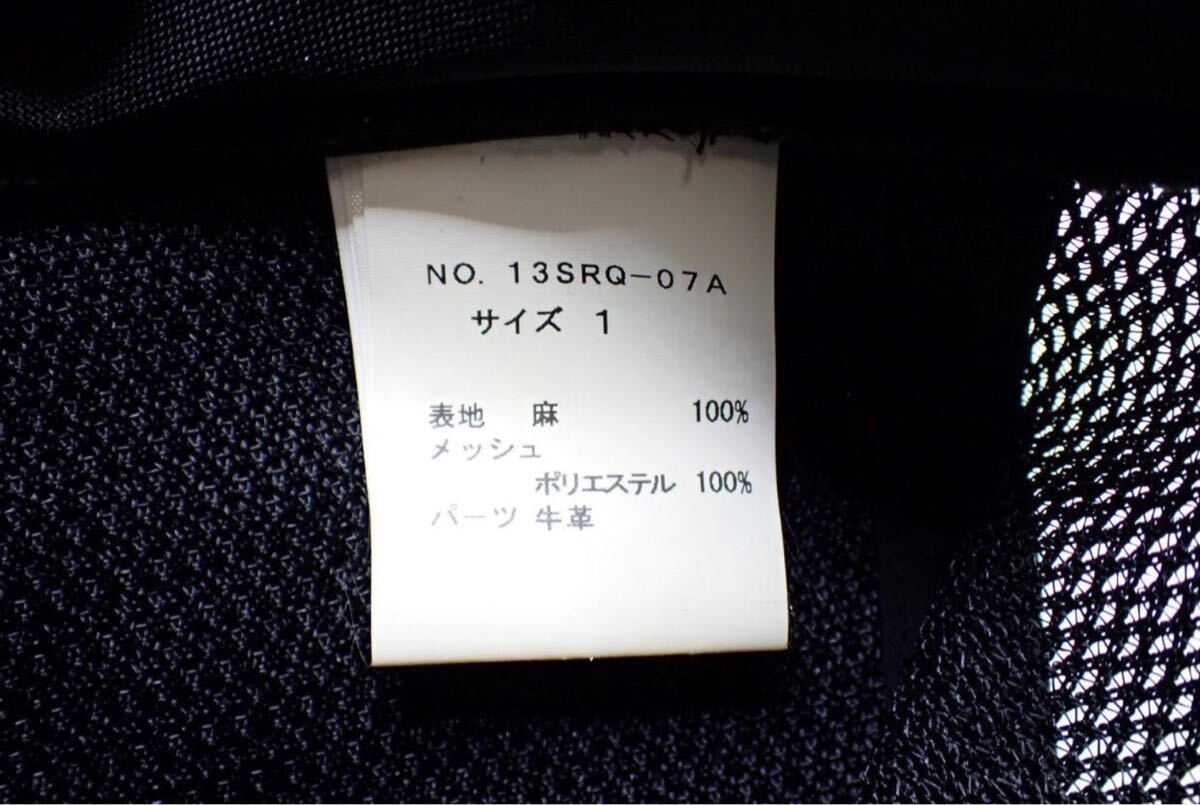 NO. 13SRQ-07A
サイズ 1
表地 麻 100%
メッシュ
ポリエステル 100%
パーツ 牛革